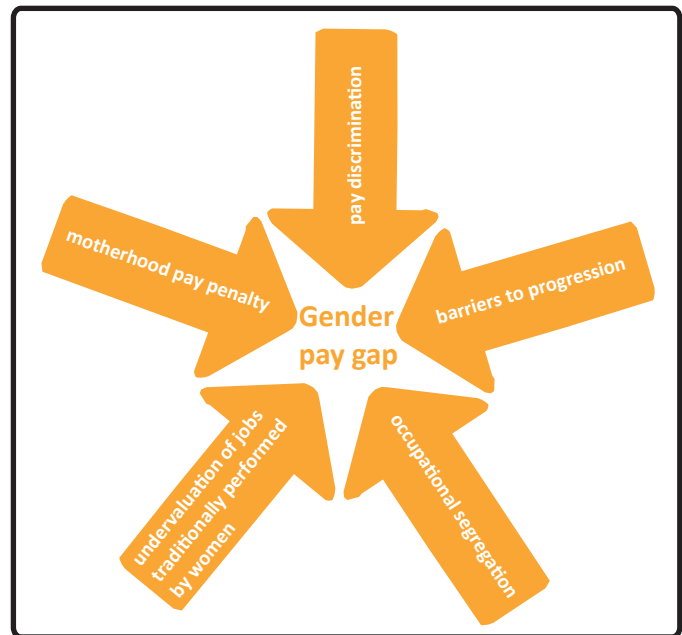 pay discrimination
motherhood pay penalty
barriers to progression
Gender
pay gap
undervaluation of jobs
traditionally performed
by women
occupational segregation